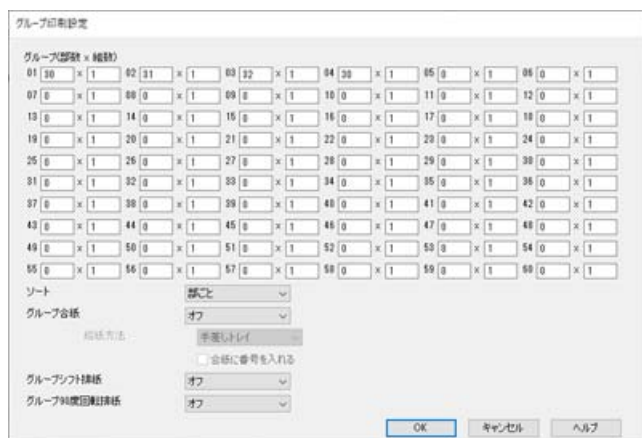 グループ印刷設定
グループ(部数 × 組数)
01 30 × 1 02 31 × 1 03 32 × 1 04 30 × 1 05 0 × 1 06 0 × 1
07 0 × 1 08 0 × 1 09 0 × 1 10 0 × 1 11 0 × 1 12 0 × 1
13 0 × 1 14 0 × 1 15 0 × 1 16 0 × 1 17 0 × 1 18 0 × 1
19 0 × 1 20 0 × 1 21 0 × 1 22 0 × 1 23 0 × 1 24 0 × 1
25 0 × 1 26 0 × 1 27 0 × 1 28 0 × 1 29 0 × 1 30 0 × 1
31 0 × 1 32 0 × 1 33 0 × 1 34 0 × 1 35 0 × 1 36 0 × 1
37 0 × 1 38 0 × 1 39 0 × 1 40 0 × 1 41 0 × 1 42 0 × 1
43 0 × 1 44 0 × 1 45 0 × 1 46 0 × 1 47 0 × 1 48 0 × 1
49 0 × 1 50 0 × 1 51 0 × 1 52 0 × 1 53 0 × 1 54 0 × 1
55 0 × 1 56 0 × 1 57 0 × 1 58 0 × 1 59 0 × 1 60 0 × 1
ソート 部ごと
グループ合紙 オフ
給紙方法 手差しトレイ
合紙に番号を入れる
グループシフト排紙 オフ
グループ90度回転排紙 オフ
OK キャンセル ヘルプ